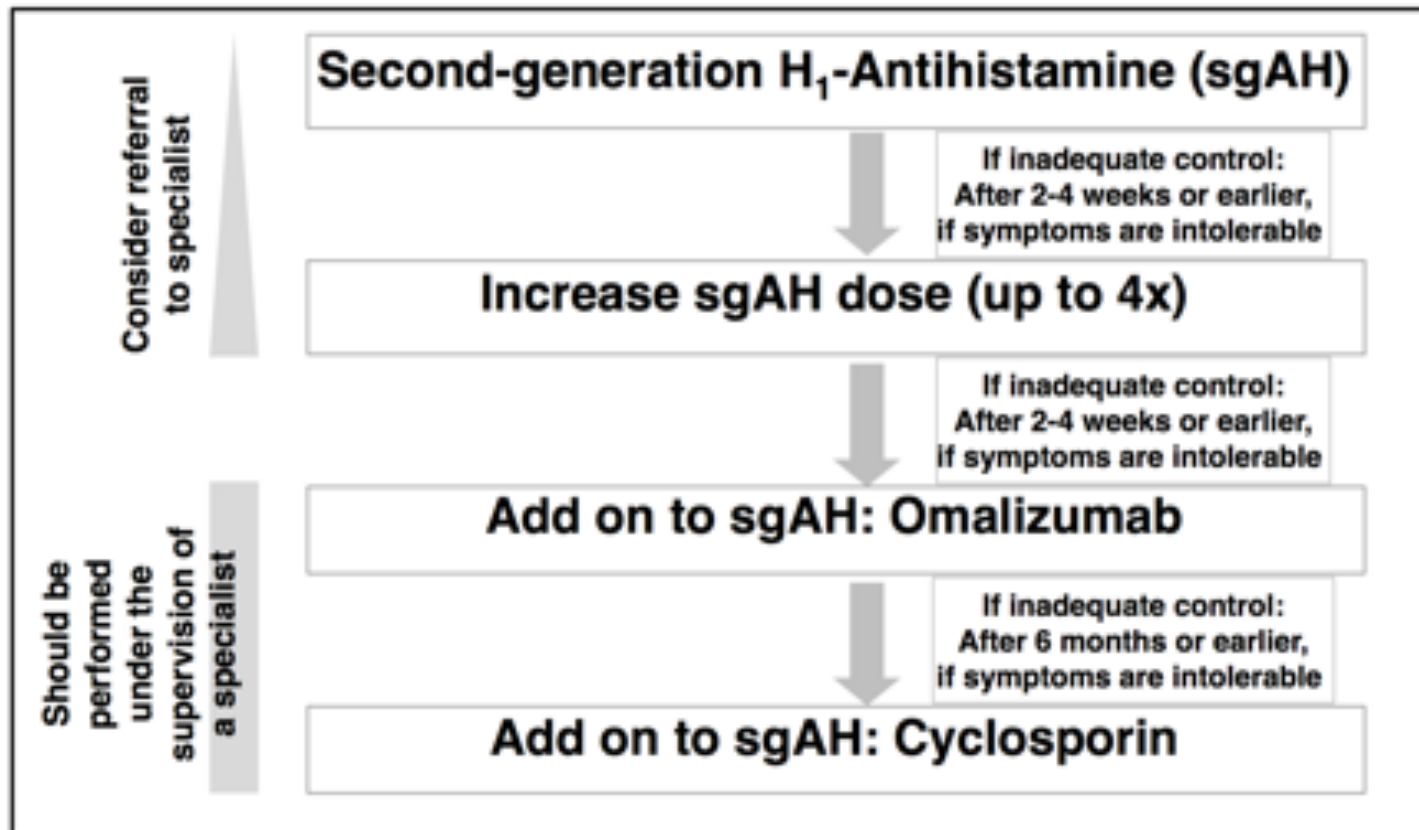 Second-generation H₁-Antihistamine (sgAH)
Consider referral
to specialist
If inadequate control:
After 2-4 weeks or earlier,
if symptoms are intolerable
Increase sgAH dose (up to 4x)
If inadequate control:
After 2-4 weeks or earlier,
if symptoms are intolerable
Add on to sgAH: Omalizumab
Should be
performed
under the
supervision of
a specialist
If inadequate control:
After 6 months or earlier,
if symptoms are intolerable
Add on to sgAH: Cyclosporin